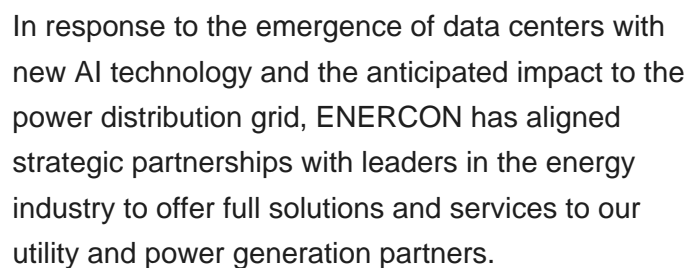 In response to the emergence of data centers with
new AI technology and the anticipated impact to the
power distribution grid, ENERCON has aligned
strategic partnerships with leaders in the energy
industry to offer full solutions and services to our
utility and power generation partners.